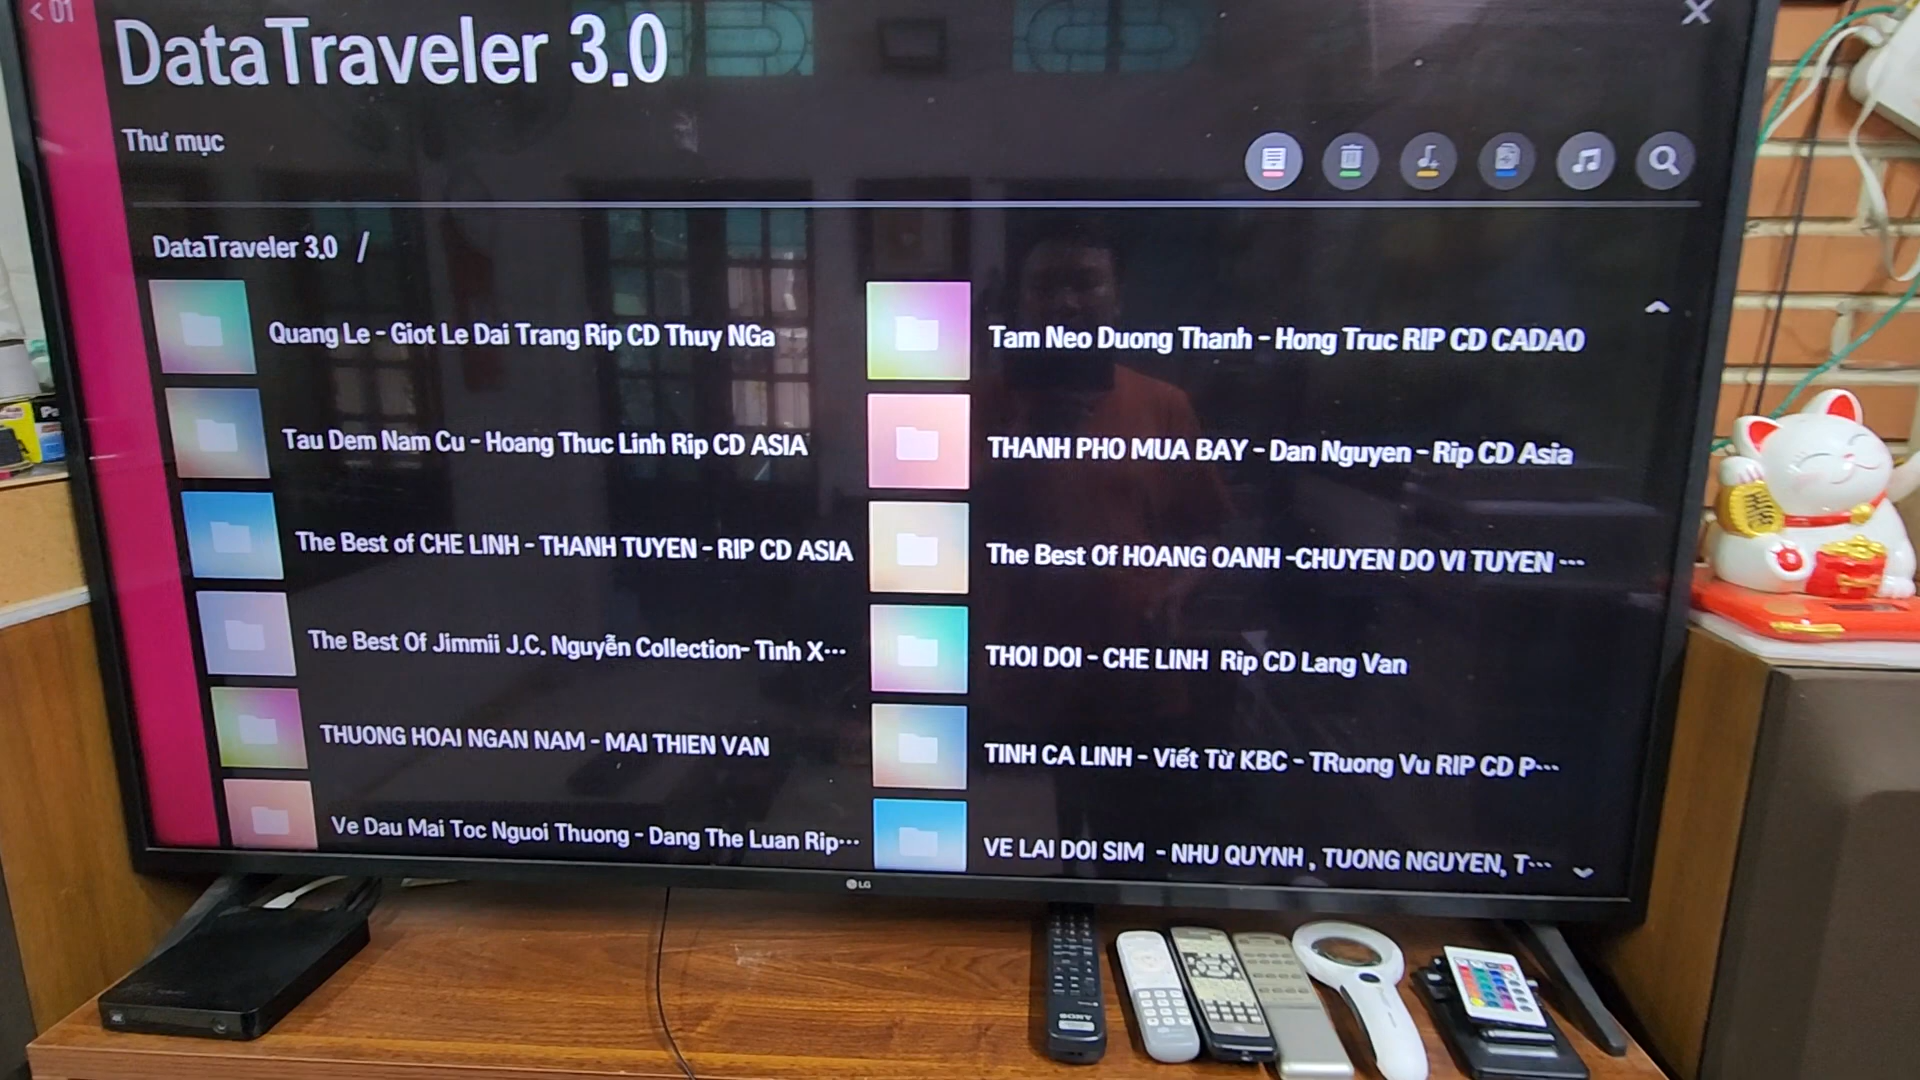 < 01
DataTraveler 3.0
Thư mục
DataTraveler 3.0 /
Quang Le - Giot Le Dai Trang Rip CD Thuy NGa
Tam Neo Duong Thanh - Hong Truc RIP CD CADAO
Tau Dem Nam Cu - Hoang Thuc Linh Rip CD ASIA
THANH PHO MUA BAY - Dan Nguyen - Rip CD Asia
The Best of CHE LINH - THANH TUYEN - RIP CD ASIA
The Best Of HOANG OANH -CHUYEN DO VI TUYEN ...
The Best Of Jimmii J.C. Nguyễn Collection- Tình X...
THOI DOI - CHE LINH Rip CD Lang Van
THUONG HOAI NGAN NAM - MAI THIEN VAN
TINH CA LINH - Viết Từ KBC - TRuong Vu RIP CD P...
Ve Dau Mai Toc Nguoi Thuong - Dang The Luan Rip...
VE LAI DOI SIM - NHU QUYNH , TUONG NGUYEN, T...
LG
SONY